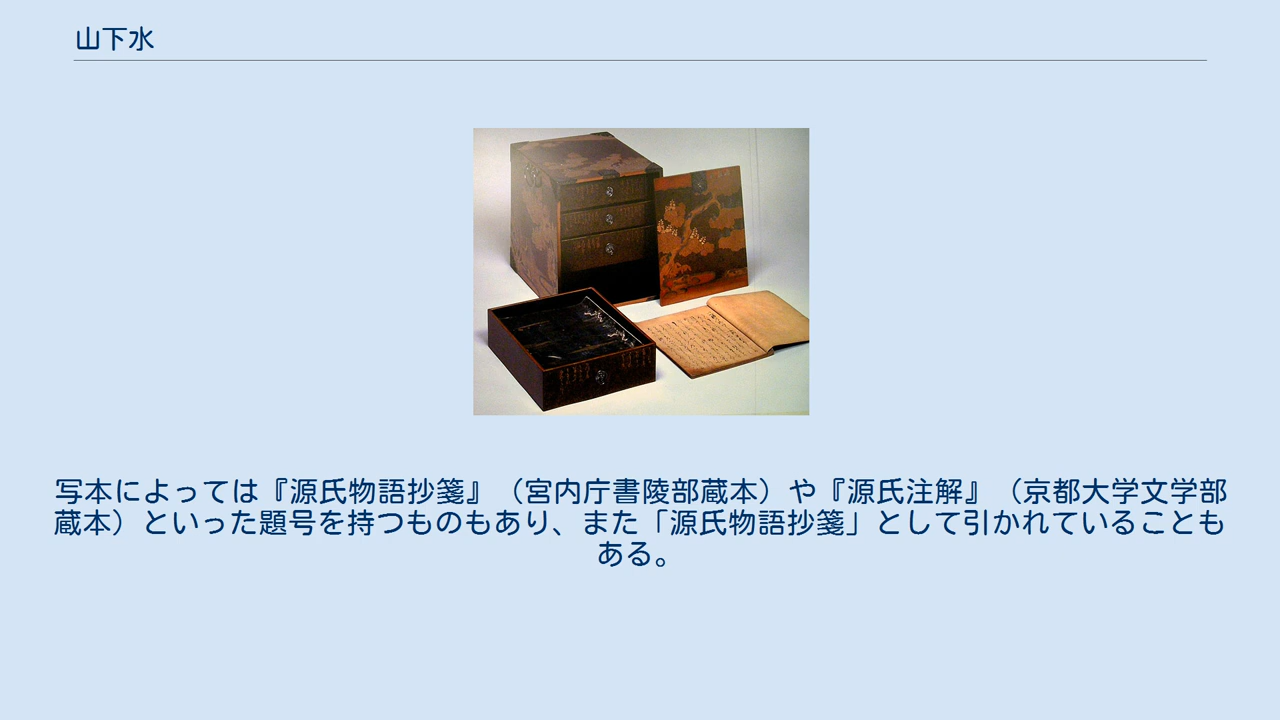 山下水
写本によっては『源氏物語抄箋』（宮内庁書陵部蔵本）や『源氏注解』（京都大学文学部
蔵本）といった題号を持つものもあり、また「源氏物語抄箋」として引かれていることも
ある。